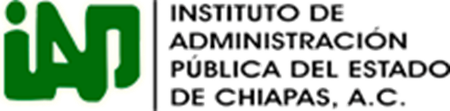 iAP
INSTITUTO DE
ADMINISTRACIÓN
PÚBLICA DEL ESTADO
DE CHIAPAS, A.C.